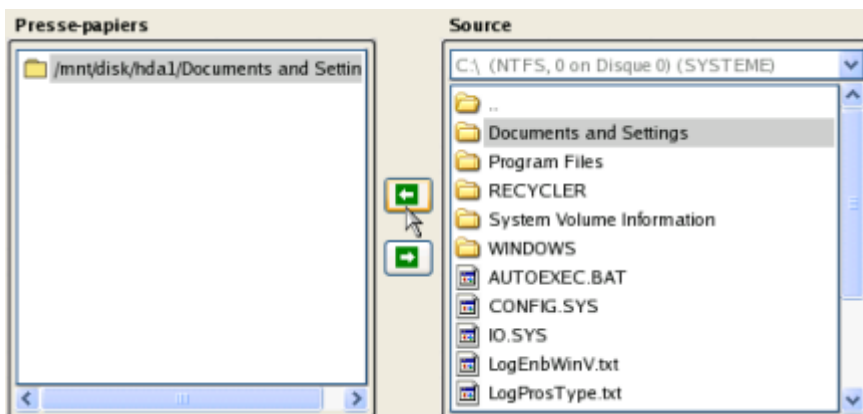 Presse-papiers
/mnt/disk/hda1/Documents and Settin
Source
C:\ (NTFS, 0 on Disque 0) (SYSTEME)
..
Documents and Settings
Program Files
RECYCLER
System Volume Information
WINDOWS
AUTOEXEC.BAT
CONFIG.SYS
IO.SYS
LogEnbWinV.txt
LogProsType.txt